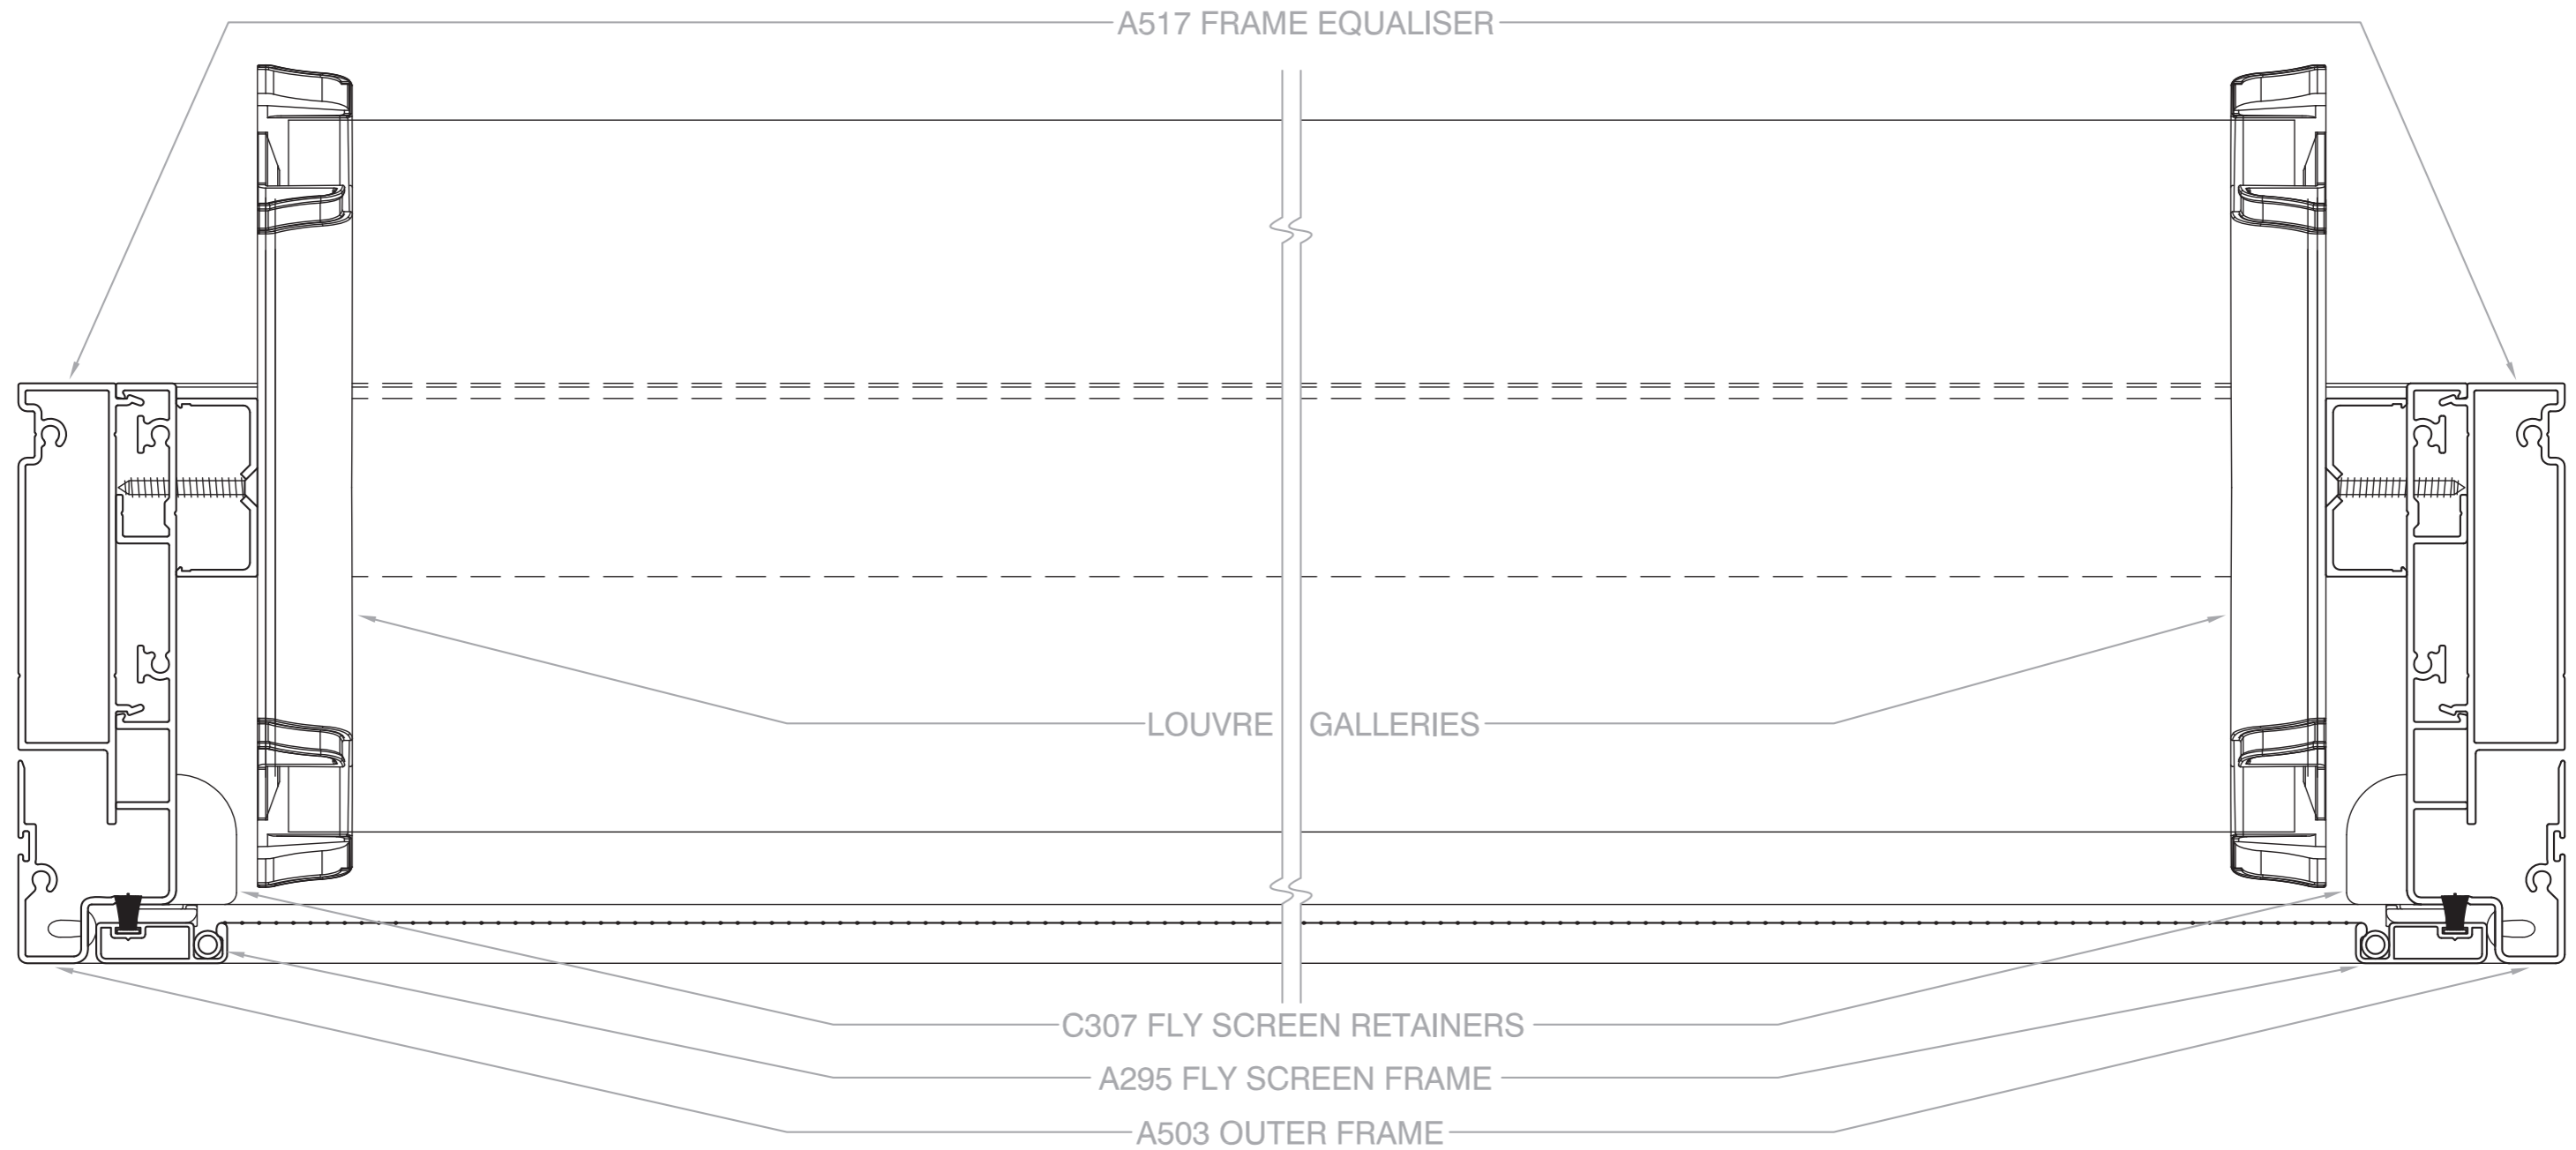 A517 FRAME EQUALISER
LOUVRE GALLERIES
C307 FLY SCREEN RETAINERS
A295 FLY SCREEN FRAME
A503 OUTER FRAME